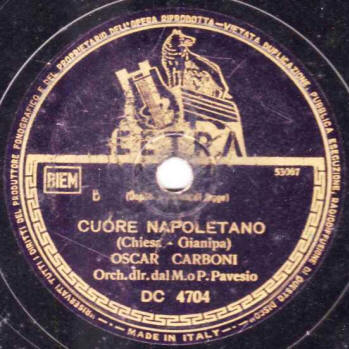 RISERVATI TUTTI I DIRITTI DEL PRODUTTORE FONOGRAFICO E DEL PROPRIETARIO DELL'OPERA RIPRODOTTA - VIETATA DUPLICAZIONE, PUBBLICA ESECUZIONE RADIODIFFUSIONE DI QUESTO DISCO
CETRA
BIEM
53067
B
CUORE NAPOLETANO
(Chiesa - Gianipa)
OSCAR CARBONI
Orch. dir. dal M.o P. Pavesio
DC 4704
MADE IN ITALY